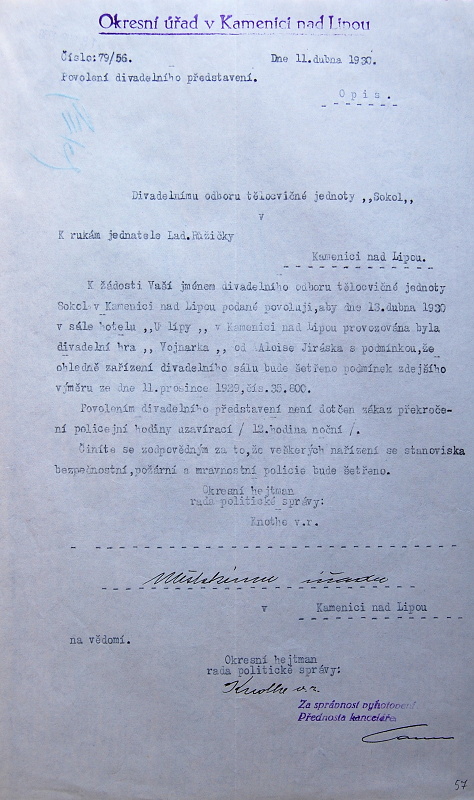 Okresní úřad v Kamenici nad Lipou
Číslo:79/56.
Dne 11.dubna 1930.
Povolení divadelního představení.
Opis.
Divadelnímu odboru tělocvičné jednoty ,,Sokol,,
v
K rukám jednatele Lad.Růžičky
Kamenici nad Lipou.
K žádosti Vaší jménem divadelního odboru tělocvičné jednoty
Sokol v Kamenici nad Lipou podané povoluji,aby dne 13.dubna 1930
v sále hotelu ,,U lípy ,, v Kamenici nad Lipou provozována byla
divadelní hra ,, Vojnarka ,, od Aloise Jiráska s podmínkou,že
ohledně zařízení divadelního sálu bude šetřeno podmínek zdejšího
výměru ze dne 11.prosince 1929,čís.35.800.
Povolením divadelního představení není dotčen zákaz překroče-
ní policejní hodiny uzavírací / 12.hodina noční /.
Činíte se zodpovědným za to,že veškerých nařízení se stanoviska
bezpečnostní,požární a mravnostní policie bude šetřeno.
Okresní hejtman
rada politické správy:
Knothe v.r.
Městskému úřadu
v Kamenici nad Lipou
na vědomí.
Okresní hejtman
rada politické správy:
Knothe v.r.
Za správnost vyhotovení
Přednosta kanceláře
57